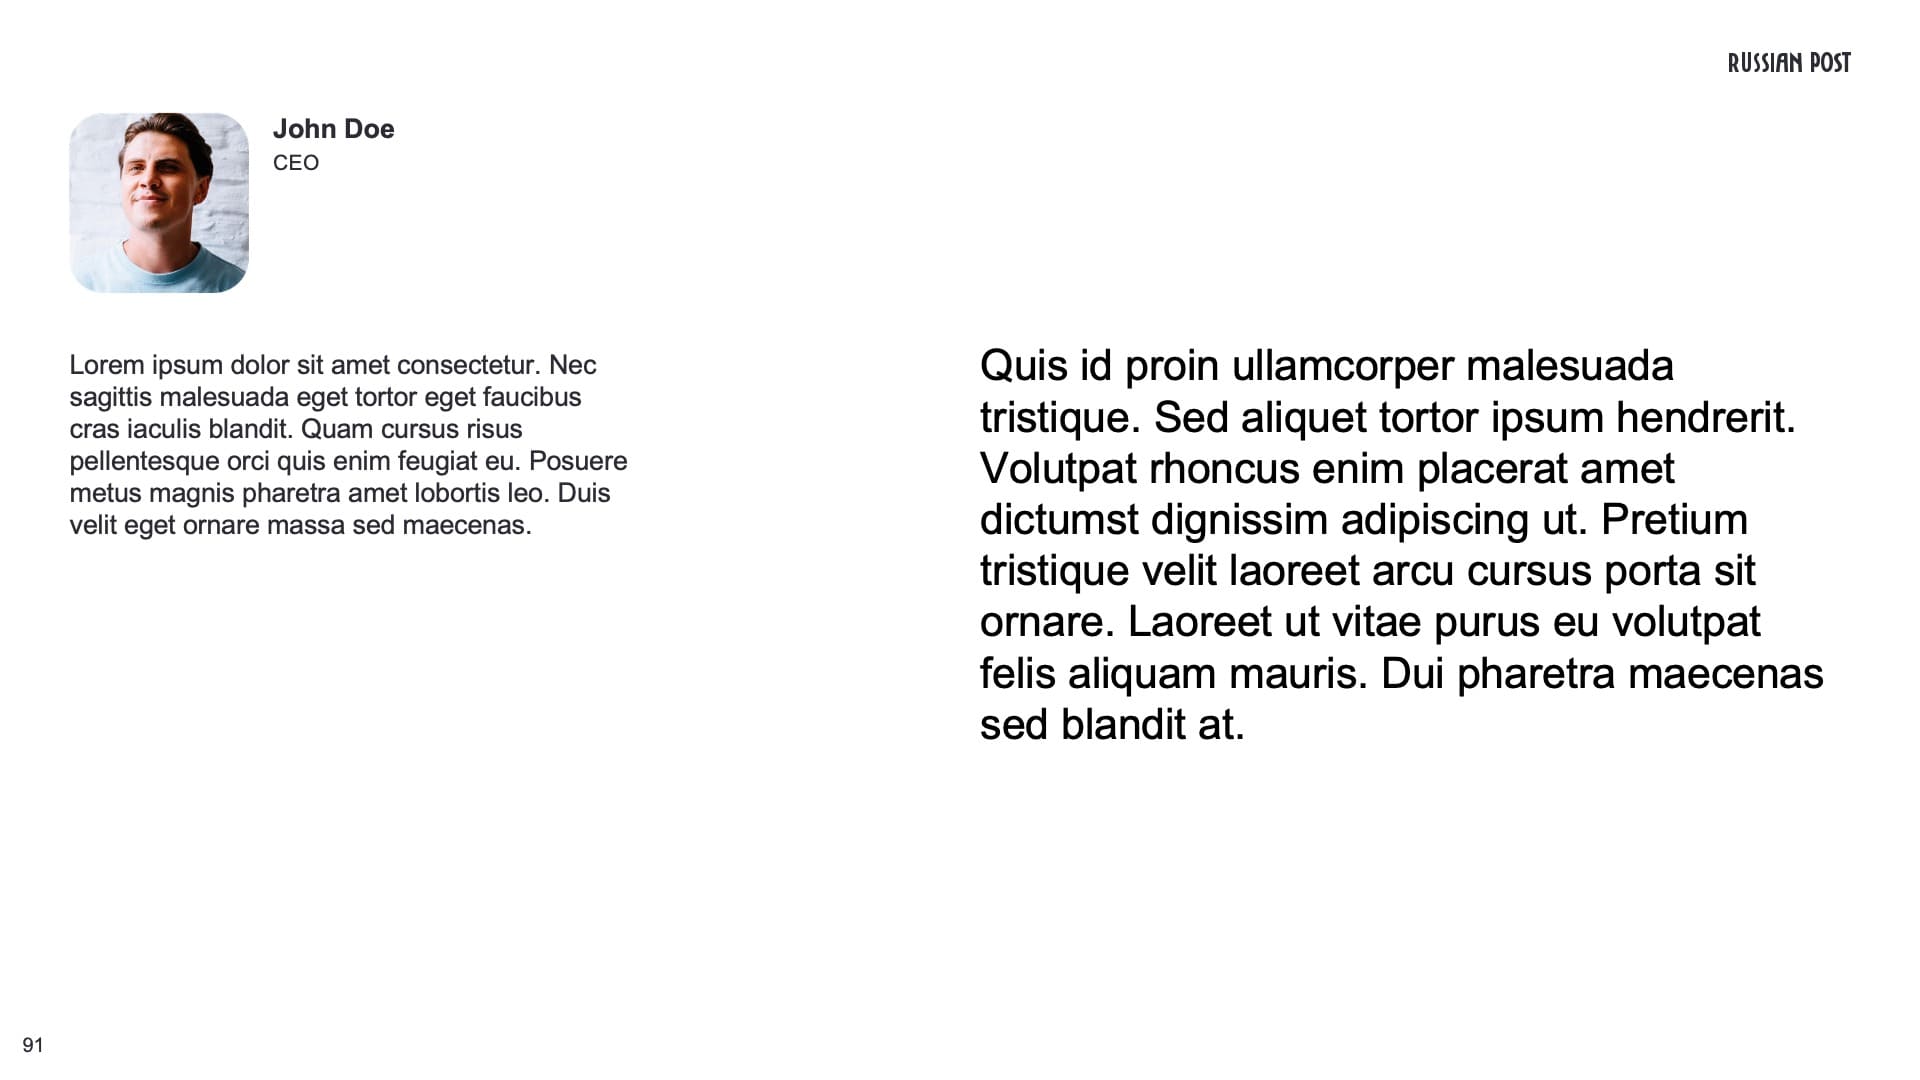 RUSSIAN POST
John Doe
CEO
Lorem ipsum dolor sit amet consectetur. Nec
sagittis malesuada eget tortor eget faucibus
cras iaculis blandit. Quam cursus risus
pellentesque orci quis enim feugiat eu. Posuere
metus magnis pharetra amet lobortis leo. Duis
velit eget ornare massa sed maecenas.
Quis id proin ullamcorper malesuada
tristique. Sed aliquet tortor ipsum hendrerit.
Volutpat rhoncus enim placerat amet
dictumst dignissim adipiscing ut. Pretium
tristique velit laoreet arcu cursus porta sit
ornare. Laoreet ut vitae purus eu volutpat
felis aliquam mauris. Dui pharetra maecenas
sed blandit at.
91